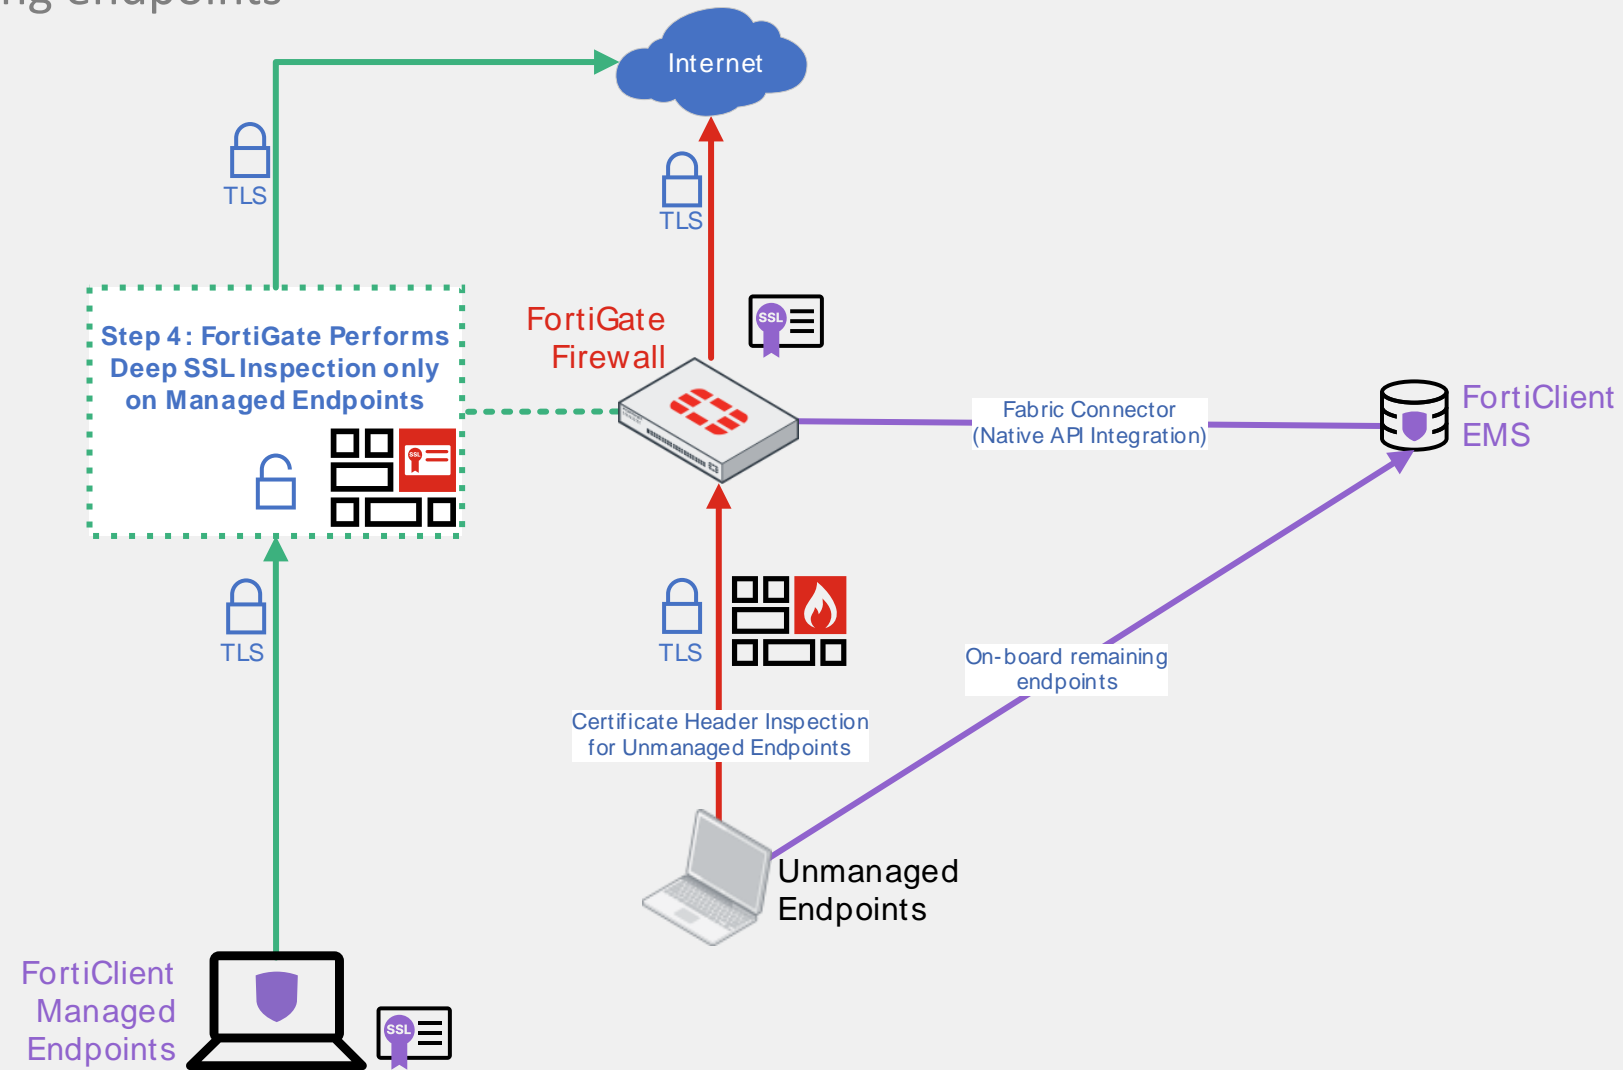 ng endpoints
Internet
TLS
TLS
Step 4: FortiGate Performs
Deep SSL Inspection only
on Managed Endpoints
SSL
FortiGate
Firewall
SSL
Fabric Connector
(Native API Integration)
FortiClient
EMS
TLS
TLS
On-board remaining
endpoints
Certificate Header Inspection
for Unmanaged Endpoints
Unmanaged
Endpoints
FortiClient
Managed
Endpoints
SSL